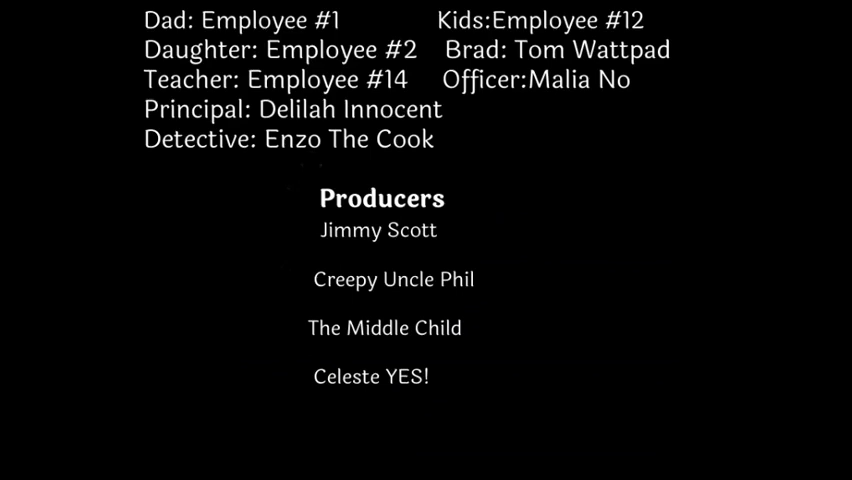 Dad: Employee #1 Kids:Employee #12
Daughter: Employee #2 Brad: Tom Wattpad
Teacher: Employee #14 Officer:Malia No
Principal: Delilah Innocent
Detective: Enzo The Cook
Producers
Jimmy Scott
Creepy Uncle Phil
The Middle Child
Celeste YES!